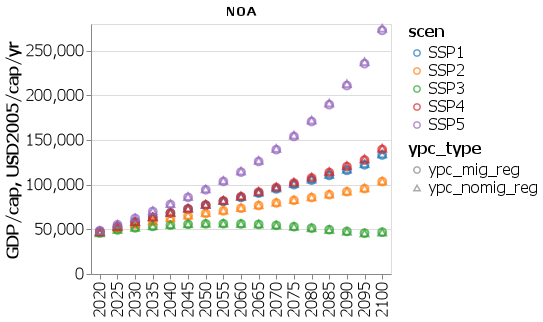 NOA
GDP/cap, USD2005/cap/yr
250,000
200,000
150,000
100,000
50,000
0
2020
2025
2030
2035
2040
2045
2050
2055
2060
2065
2070
2075
2080
2085
2090
2095
2100
scen
SSP1
SSP2
SSP3
SSP4
SSP5
ypc_type
ypc_mig_reg
ypc_nomig_reg